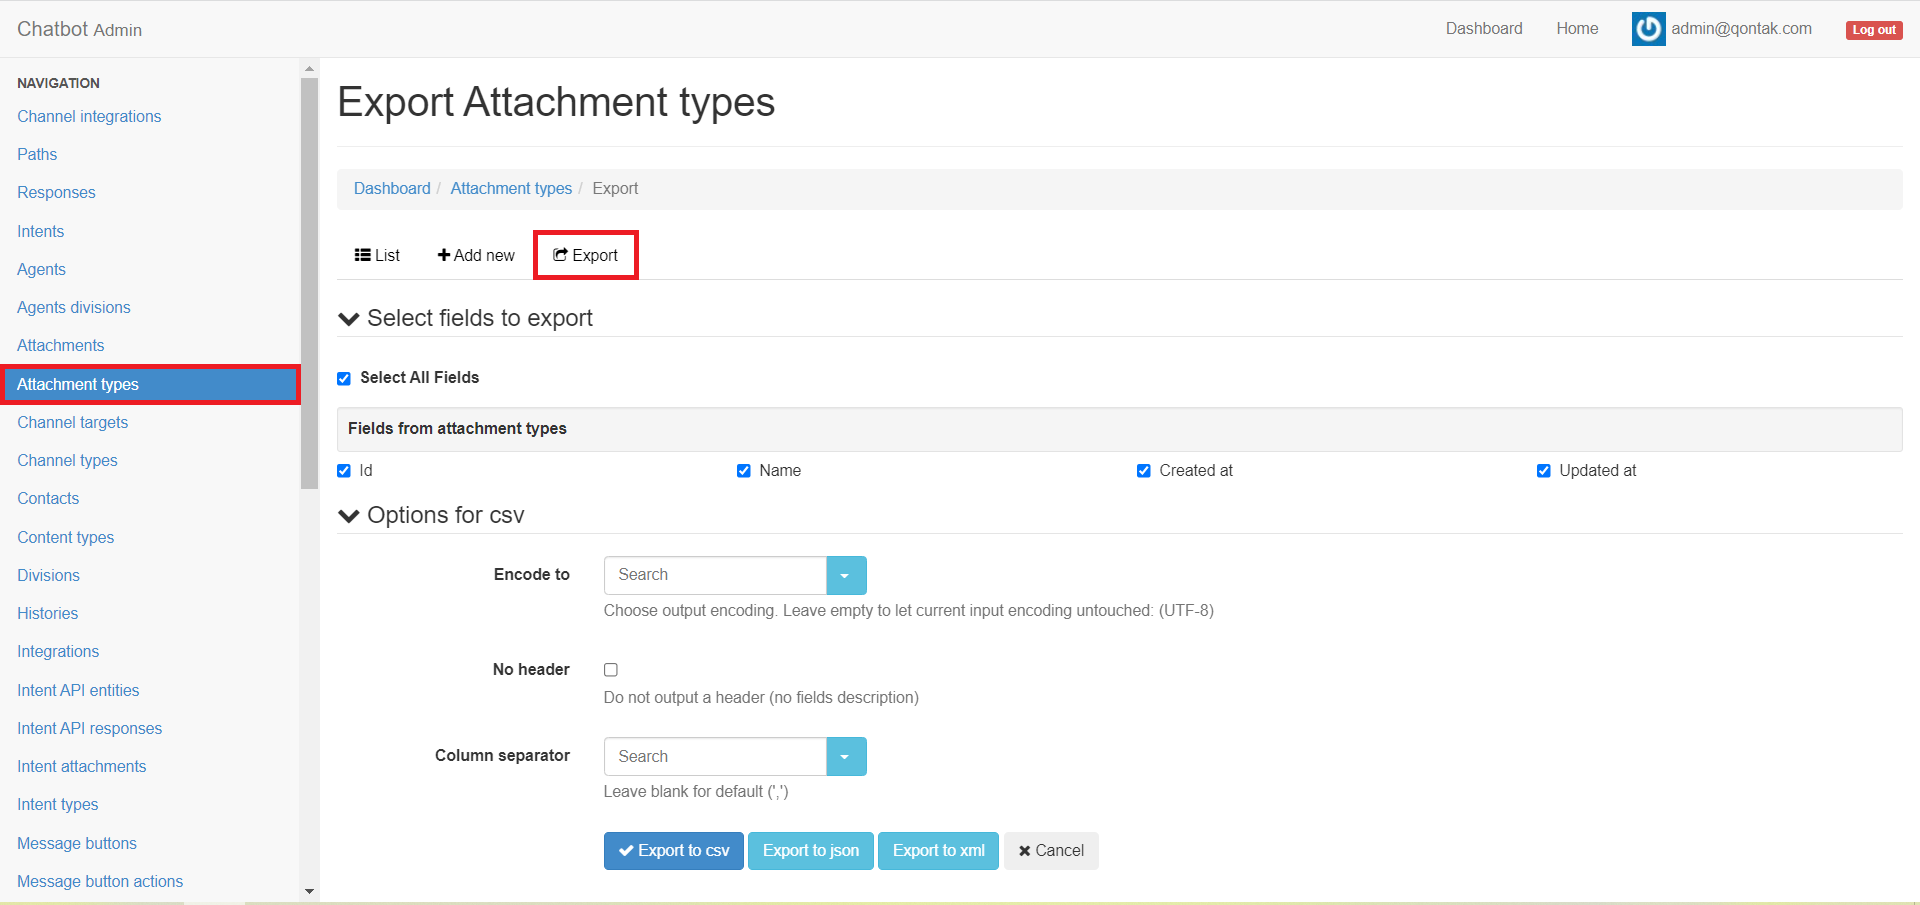 Chatbot Admin
Dashboard
Home
admin@qontak.com
Log out
NAVIGATION
Channel integrations
Paths
Responses
Intents
Agents
Agents divisions
Attachments
Attachment types
Channel targets
Channel types
Contacts
Content types
Divisions
Histories
Integrations
Intent API entities
Intent API responses
Intent attachments
Intent types
Message buttons
Message button actions
Export Attachment types
Dashboard / Attachment types / Export
List
Add new
Export
Select fields to export
Select All Fields
Fields from attachment types
Id
Name
Created at
Updated at
Options for csv
Encode to
Search
Choose output encoding. Leave empty to let current input encoding untouched: (UTF-8)
No header
Do not output a header (no fields description)
Column separator
Search
Leave blank for default (',')
Export to csv
Export to json
Export to xml
Cancel